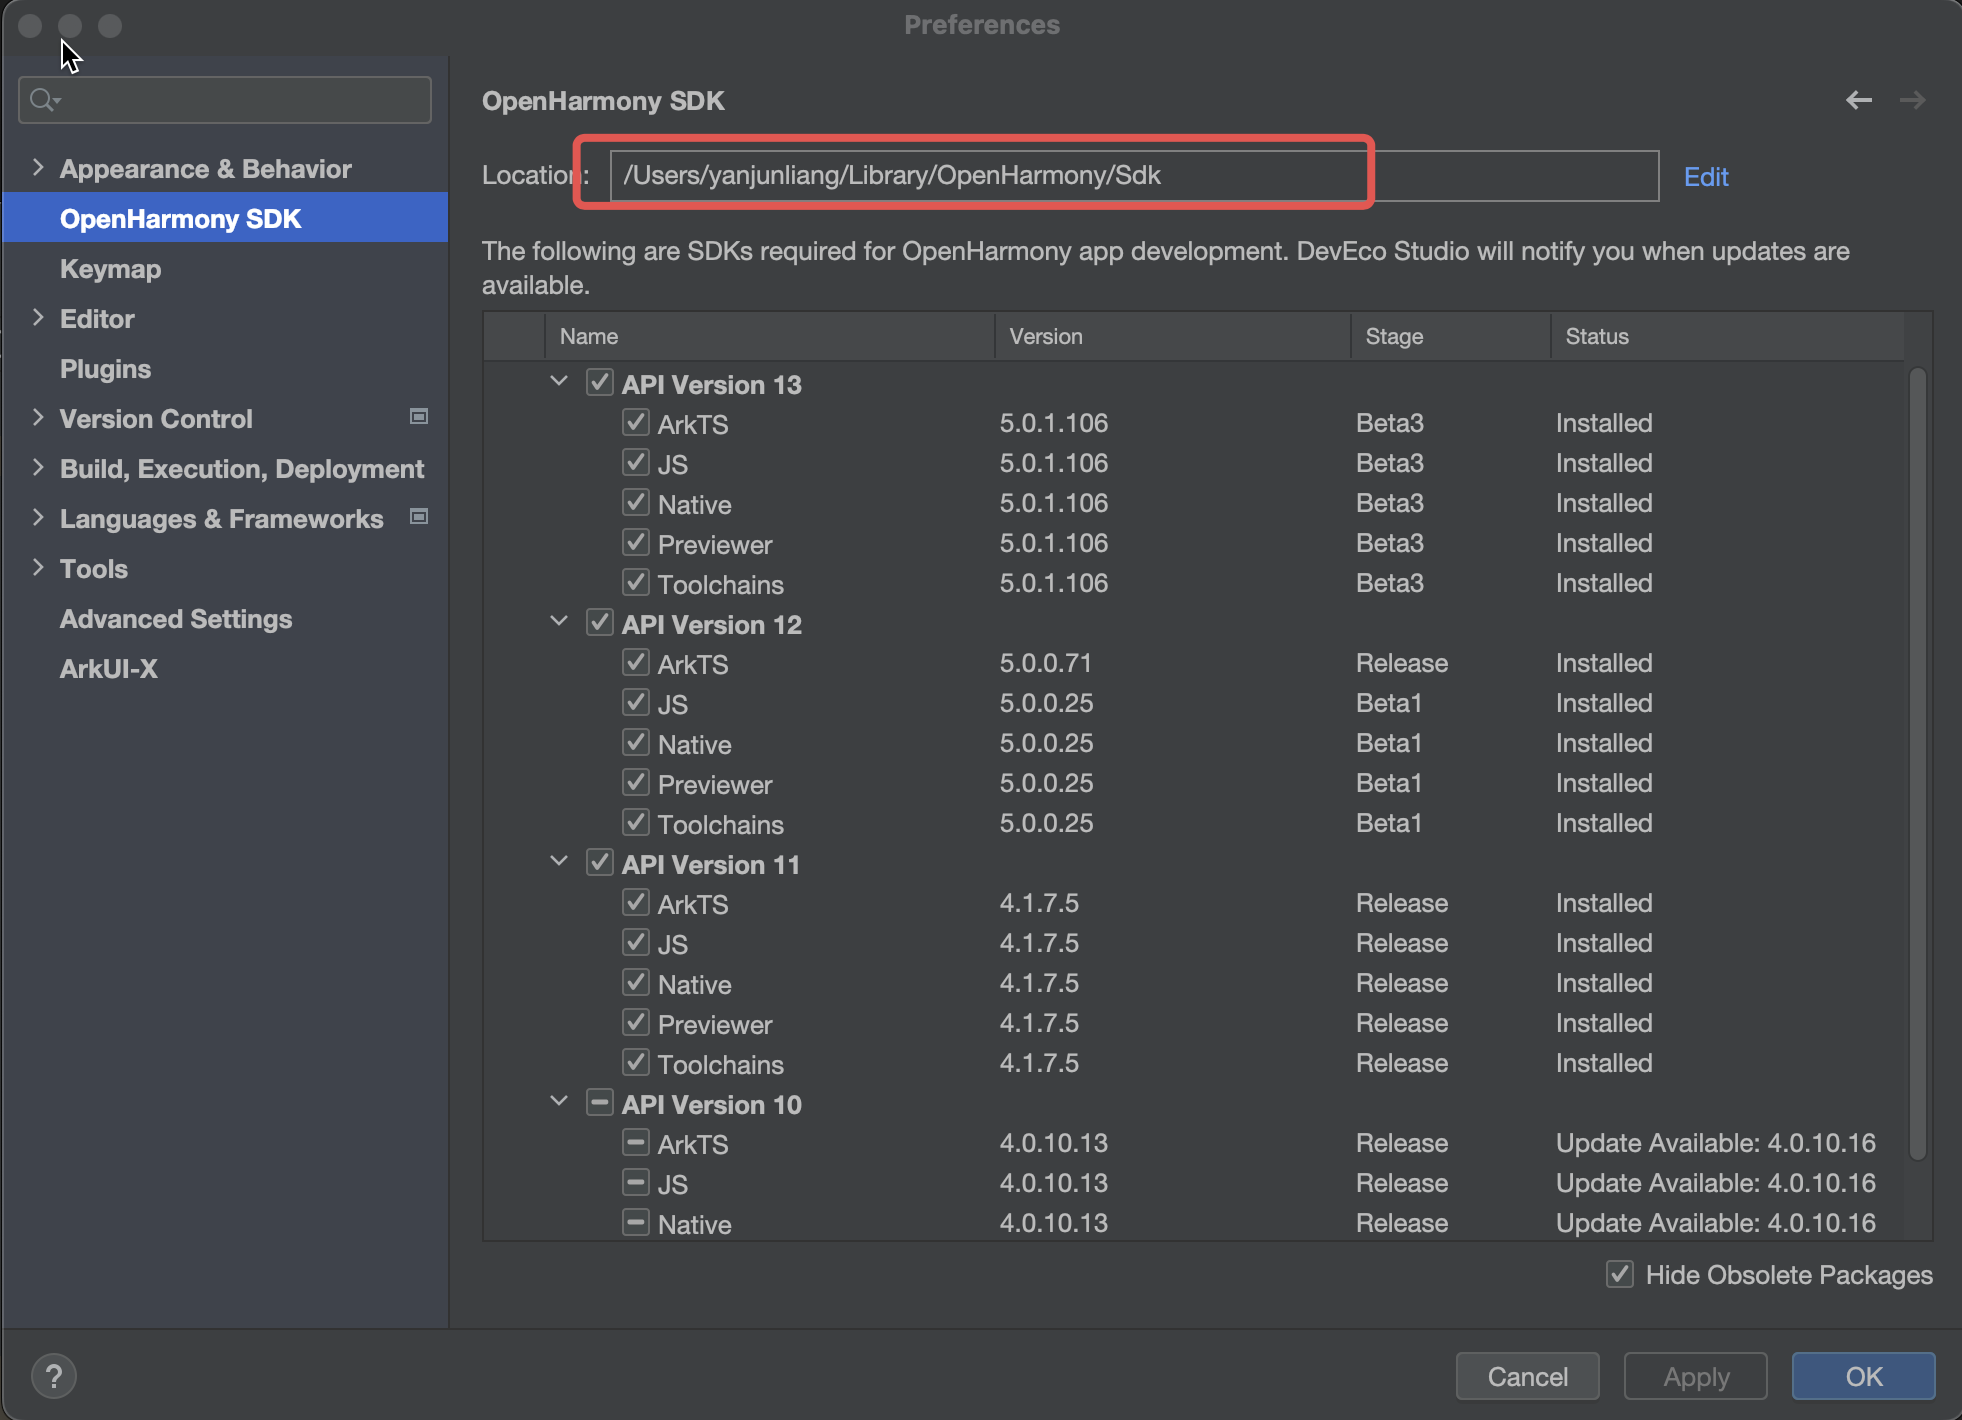 Preferences
OpenHarmony SDK
Location: /Users/yanjunliang/Library/OpenHarmony/Sdk Edit
The following are SDKs required for OpenHarmony app development. DevEco Studio will notify you when updates are
available.
Appearance & Behavior
OpenHarmony SDK
Keymap
Editor
Plugins
Version Control
Build, Execution, Deployment
Languages & Frameworks
Tools
Advanced Settings
ArkUI-X
Name Version Stage Status
API Version 13
ArkTS 5.0.1.106 Beta3 Installed
JS 5.0.1.106 Beta3 Installed
Native 5.0.1.106 Beta3 Installed
Previewer 5.0.1.106 Beta3 Installed
Toolchains 5.0.1.106 Beta3 Installed
API Version 12
ArkTS 5.0.0.71 Release Installed
JS 5.0.0.25 Beta1 Installed
Native 5.0.0.25 Beta1 Installed
Previewer 5.0.0.25 Beta1 Installed
Toolchains 5.0.0.25 Beta1 Installed
API Version 11
ArkTS 4.1.7.5 Release Installed
JS 4.1.7.5 Release Installed
Native 4.1.7.5 Release Installed
Previewer 4.1.7.5 Release Installed
Toolchains 4.1.7.5 Release Installed
API Version 10
ArkTS 4.0.10.13 Release Update Available: 4.0.10.16
JS 4.0.10.13 Release Update Available: 4.0.10.16
Native 4.0.10.13 Release Update Available: 4.0.10.16
Hide Obsolete Packages
? Cancel Apply OK